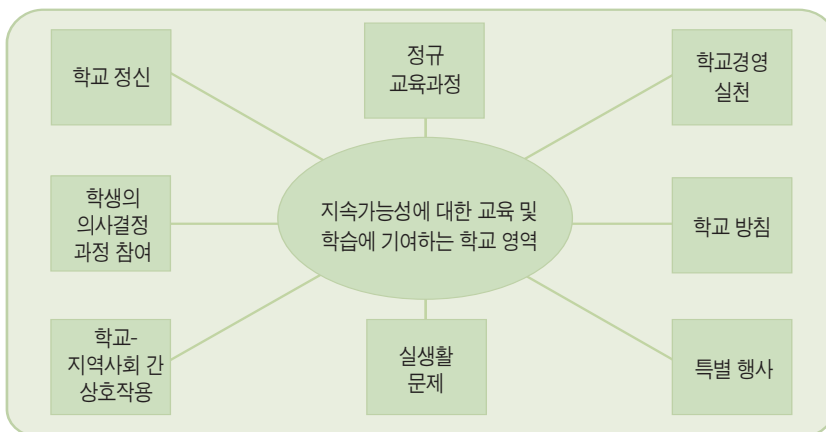 학교 정신
정규
교육과정
학교경영
실천
학생의
의사결정
과정 참여
지속가능성에 대한 교육 및
학습에 기여하는 학교 영역
학교 방침
학교-
지역사회 간
상호작용
실생활
문제
특별 행사